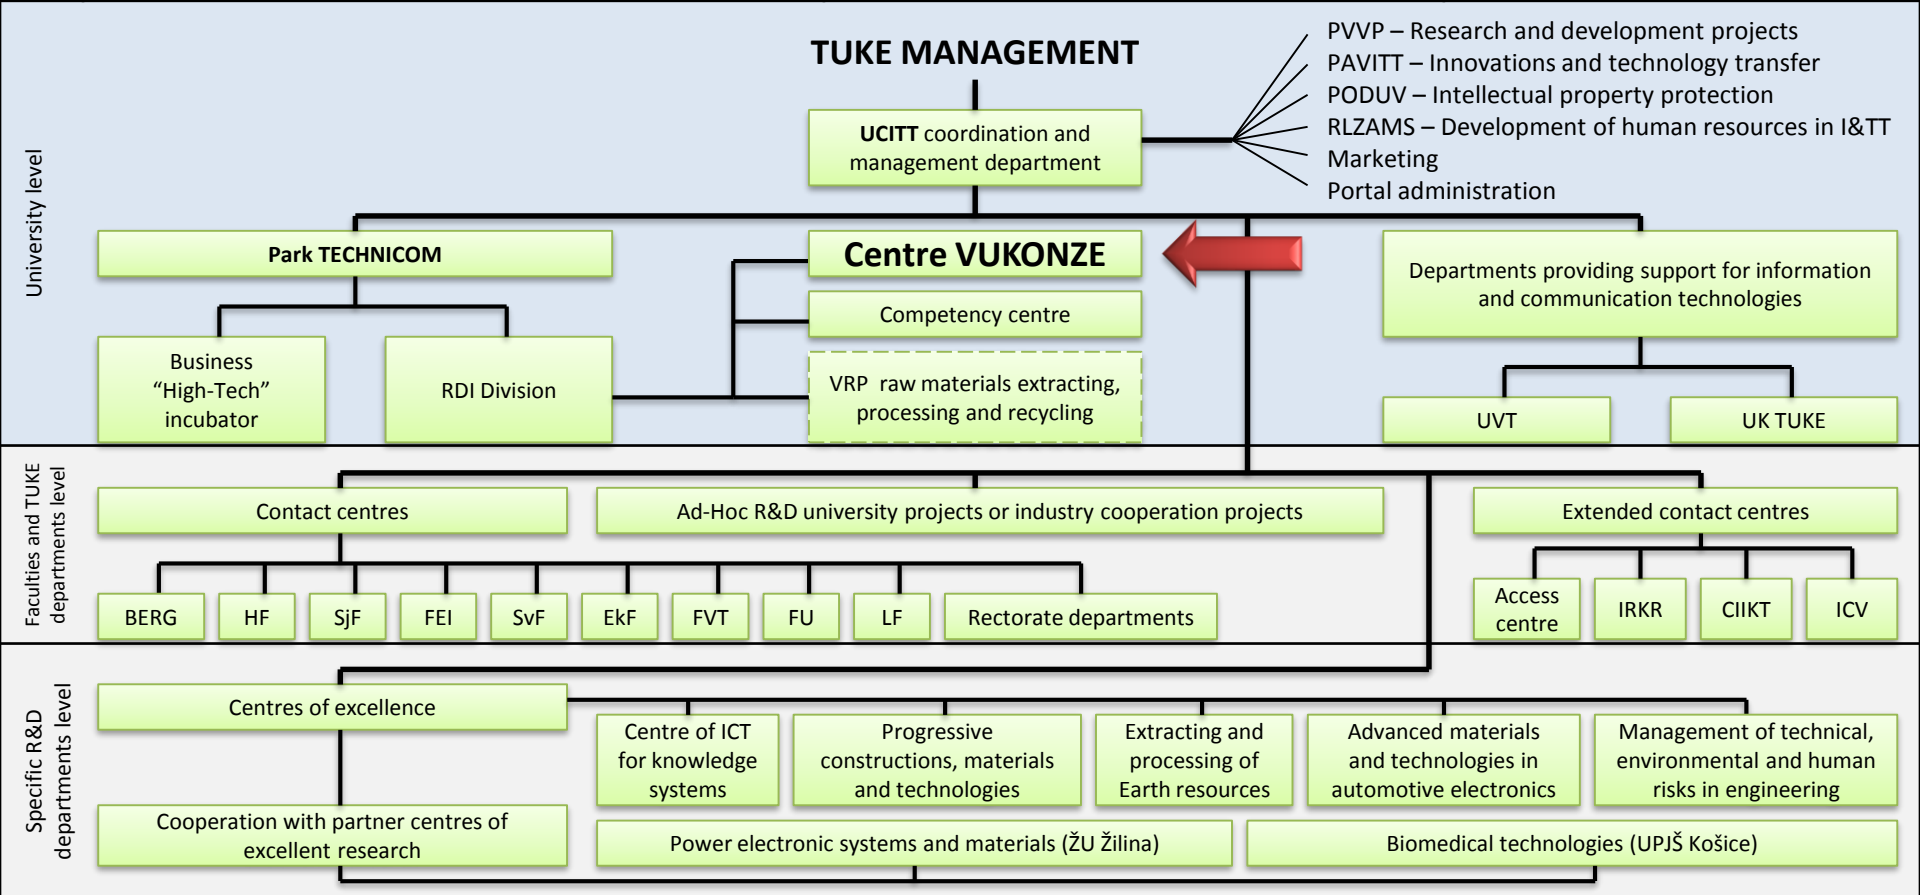 TUKE MANAGEMENT
PVVP – Research and development projects
PAVITT – Innovations and technology transfer
PODUV – Intellectual property protection
RLZAMS – Development of human resources in I&TT
Marketing
Portal administration
UCITT coordination and
management department
University level
Park TECHNICOM
Centre VUKONZE
Departments providing support for information
and communication technologies
Competency centre
Business
“High-Tech”
incubator
RDI Division
VRP raw materials extracting,
processing and recycling
UVT
UK TUKE
Faculties and TUKE
departments level
Contact centres
Ad-Hoc R&D university projects or industry cooperation projects
Extended contact centres
BERG
HF
SjF
FEI
SvF
EkF
FVT
FU
LF
Rectorate departments
Access
centre
IRKR
CIIKT
ICV
Specific R&D
departments level
Centres of excellence
Centre of ICT
for knowledge
systems
Progressive
constructions, materials
and technologies
Extracting and
processing of
Earth resources
Advanced materials
and technologies in
automotive electronics
Management of technical,
environmental and human
risks in engineering
Cooperation with partner centres of
excellent research
Power electronic systems and materials (ŽU Žilina)
Biomedical technologies (UPJŠ Košice)